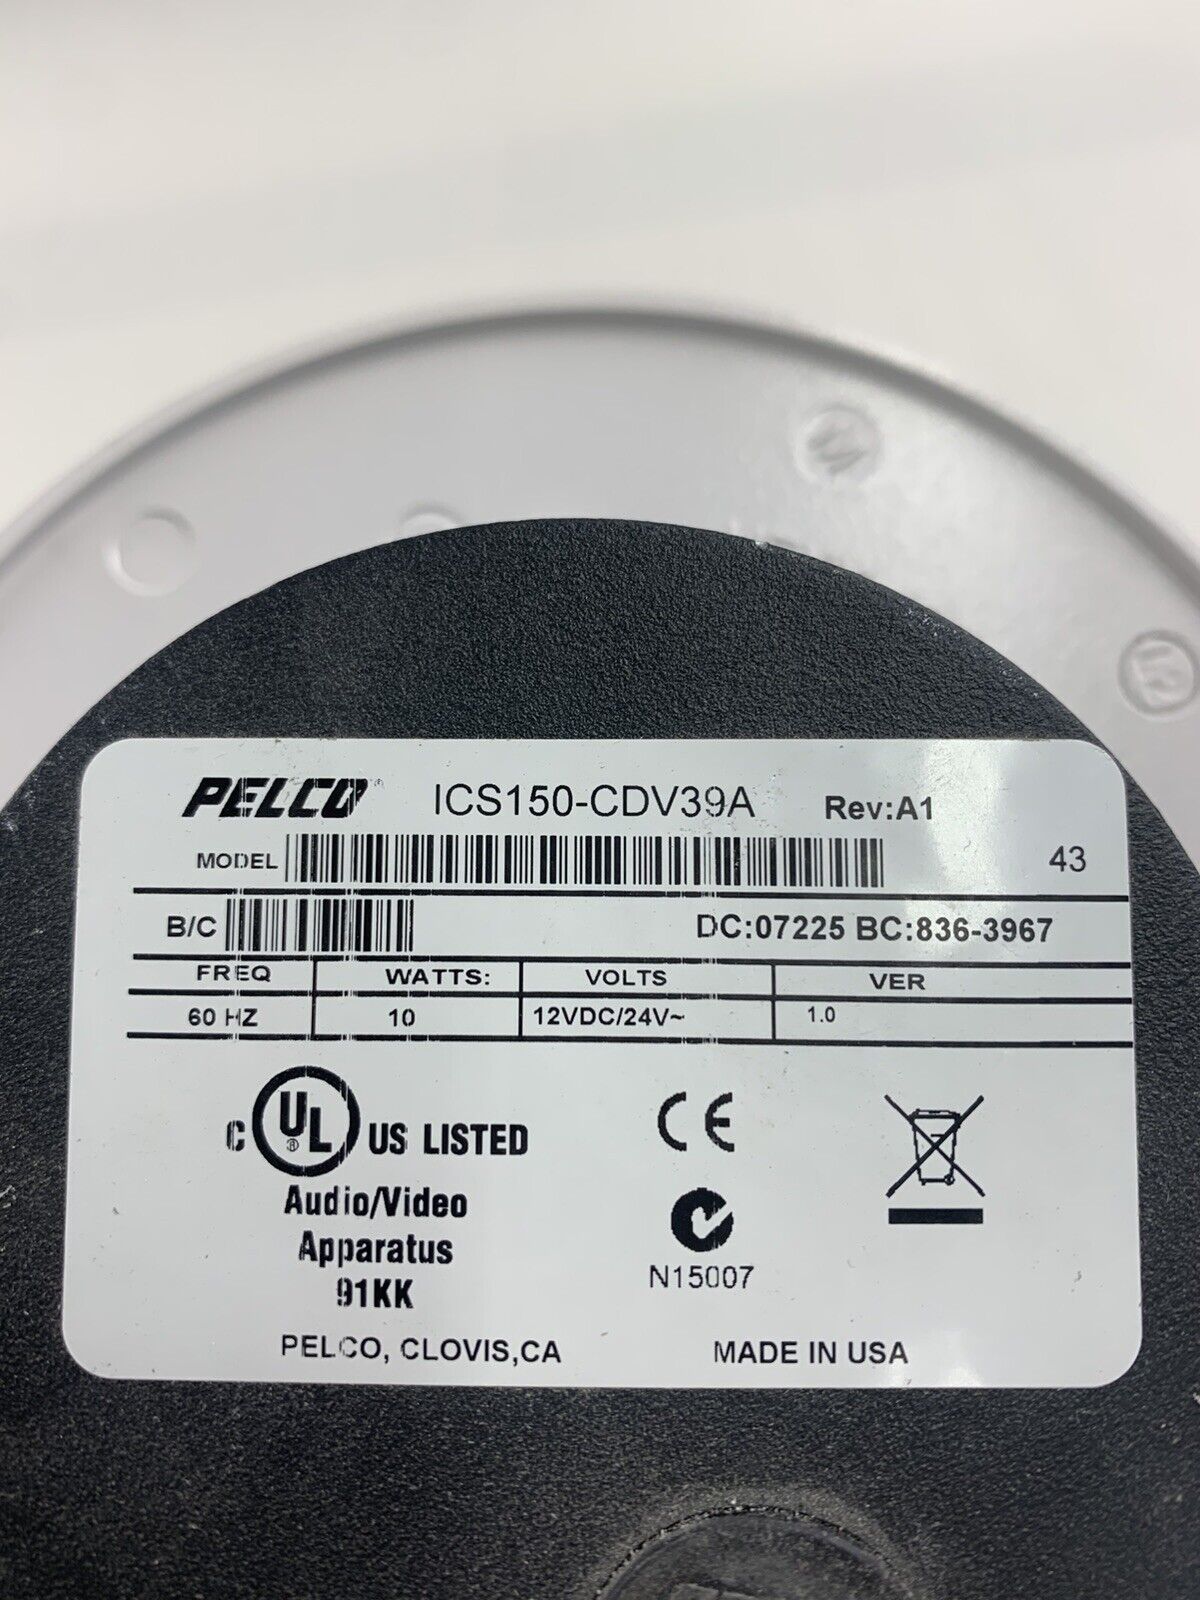 PELCO ICS150-CDV39A Rev:A1
MODEL 43
B/C DC:07225 BC:836-3967
FREQ WATTS: VOLTS VER
60 HZ 10 12VDC/24V~ 1.0
C UL® US LISTED
CE
Audio/Video
Apparatus
91KK
N15007
PELCO, CLOVIS,CA MADE IN USA